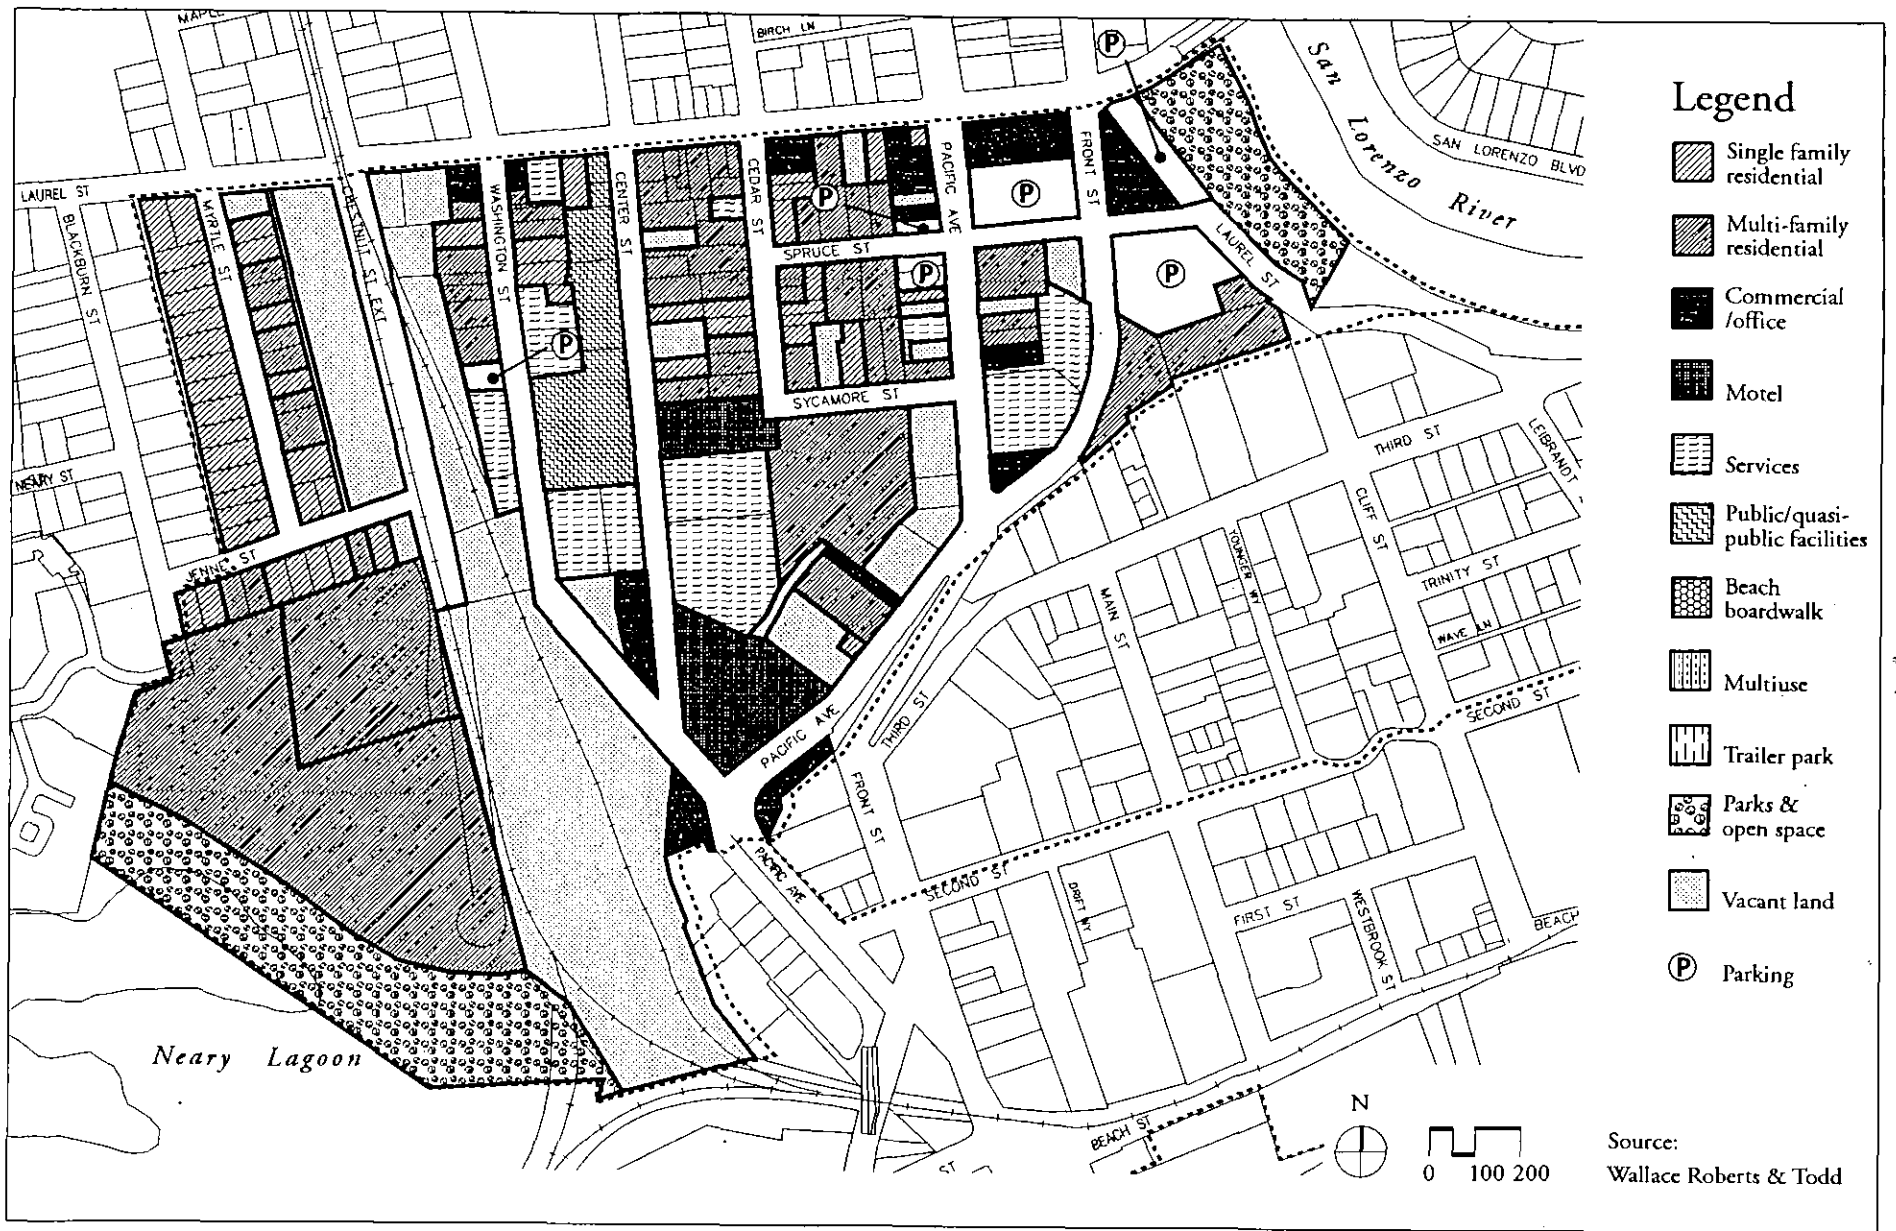 MAPLE
BIRCH LN
P
San Lorenzo River
SAN LORENZO BLVD
LAUREL ST
BLACKBURN ST
MYRTLE ST
CHESTNUT ST EXT
WASHINGTON ST
CENTER ST
CEDAR ST
PACIFIC AVE
FRONT ST
P
P
SPRUCE ST
P
P
LAUREL ST
P
SYCAMORE ST
NEARY ST
JENNE ST
THIRD ST
LEIBRANDT
CLIFF ST
YOUNGER WY
TRINITY ST
MAIN ST
WAVE LN
SECOND ST
THIRD ST
PACIFIC AVE
FRONT ST
PACIFIC AVE
SECOND ST
DRIFT WY
FIRST ST
WESTBROOK ST
BEACH
Neary Lagoon
BEACH ST
ST
N
0 100 200
Legend
Single family
residential
Multi-family
residential
Commercial
/office
Motel
Services
Public/quasi-
public facilities
Beach
boardwalk
Multiuse
Trailer park
Parks &
open space
Vacant land
P Parking
Source:
Wallace Roberts & Todd